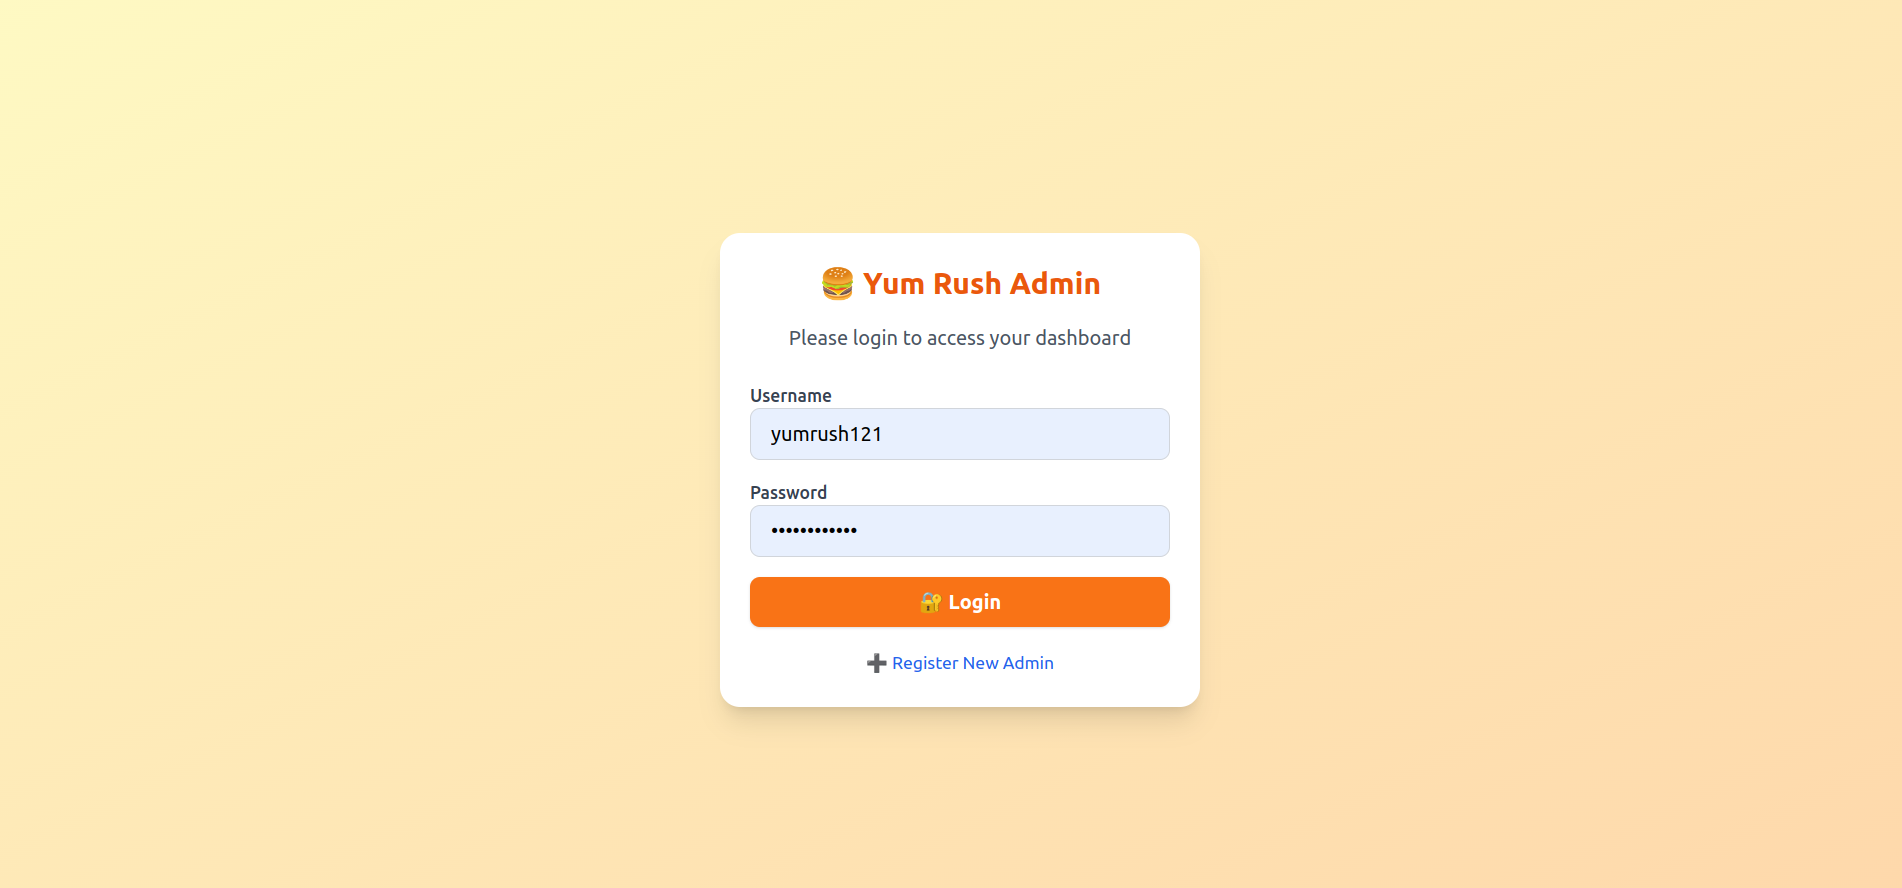 🍔 Yum Rush Admin
Please login to access your dashboard
Username
yumrush121
Password
••••••••••••
🔐 Login
➕ Register New Admin